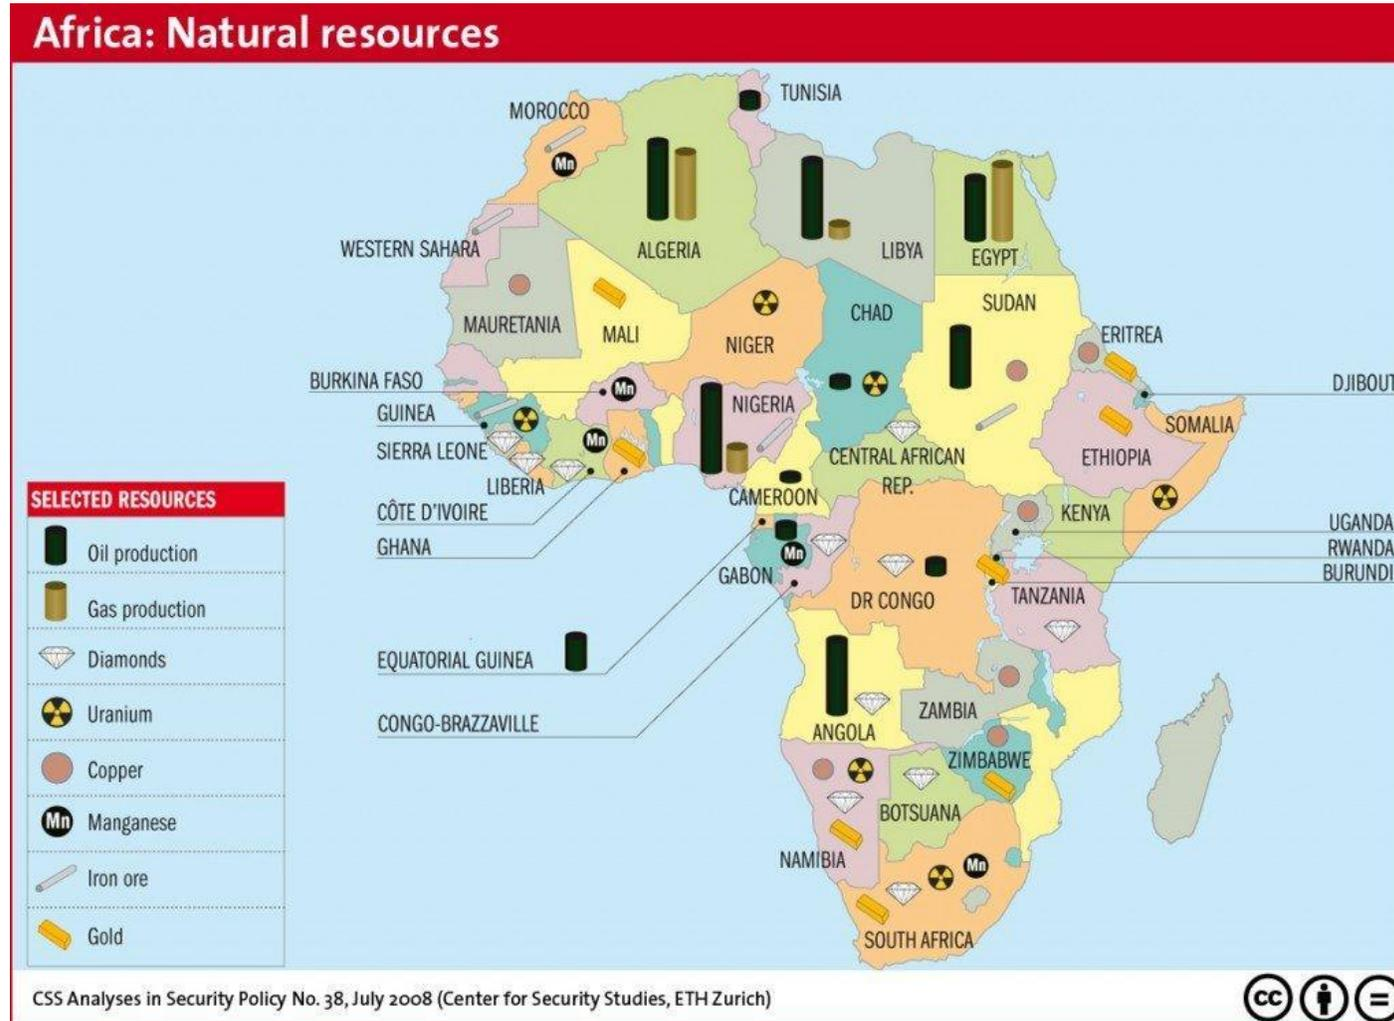 Africa: Natural resources
MOROCCO
TUNISIA
Mn
WESTERN SAHARA
ALGERIA
LIBYA
EGYPT
MAURETANIA
MALI
NIGER
CHAD
SUDAN
ERITREA
BURKINA FASO
Mn
DJIBOUT
GUINEA
NIGERIA
SOMALIA
SIERRA LEONE
Mn
CENTRAL AFRICAN
REP.
ETHIOPIA
LIBERIA
CAMEROON
CÔTE D'IVOIRE
KENYA
UGANDA
GHANA
RWANDA
Mn
GABON
BURUNDI
DR CONGO
TANZANIA
EQUATORIAL GUINEA
CONGO-BRAZZAVILLE
ANGOLA
ZAMBIA
ZIMBABWE
BOTSUANA
NAMIBIA
Mn
SOUTH AFRICA
SELECTED RESOURCES
Oil production
Gas production
Diamonds
Uranium
Copper
Mn Manganese
Iron ore
Gold
CSS Analyses in Security Policy No. 38, July 2008 (Center for Security Studies, ETH Zurich)
cc